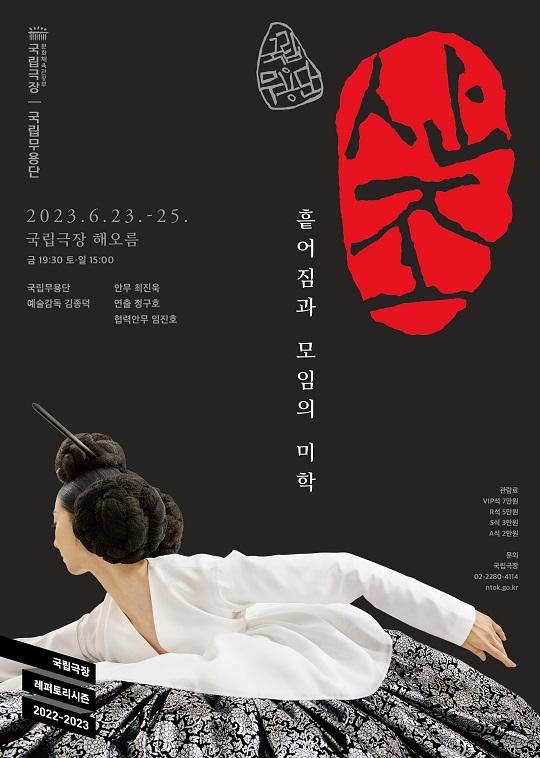 문화체육관광부
국립극장 | 국립무용단
국립
무용단
산조
2023.6.23.-25.
국립극장 해오름
금 19:30 토·일 15:00
국립무용단
예술감독 김종덕
안무 최진욱
연출 정구호
협력안무 임진호
흩어짐과 모임의 미학
관람료
VIP석 7만원
R석 5만원
S석 3만원
A석 2만원
문의
국립극장
02-2280-4114
ntok.go.kr
국립극장
레퍼토리시즌
2022-2023